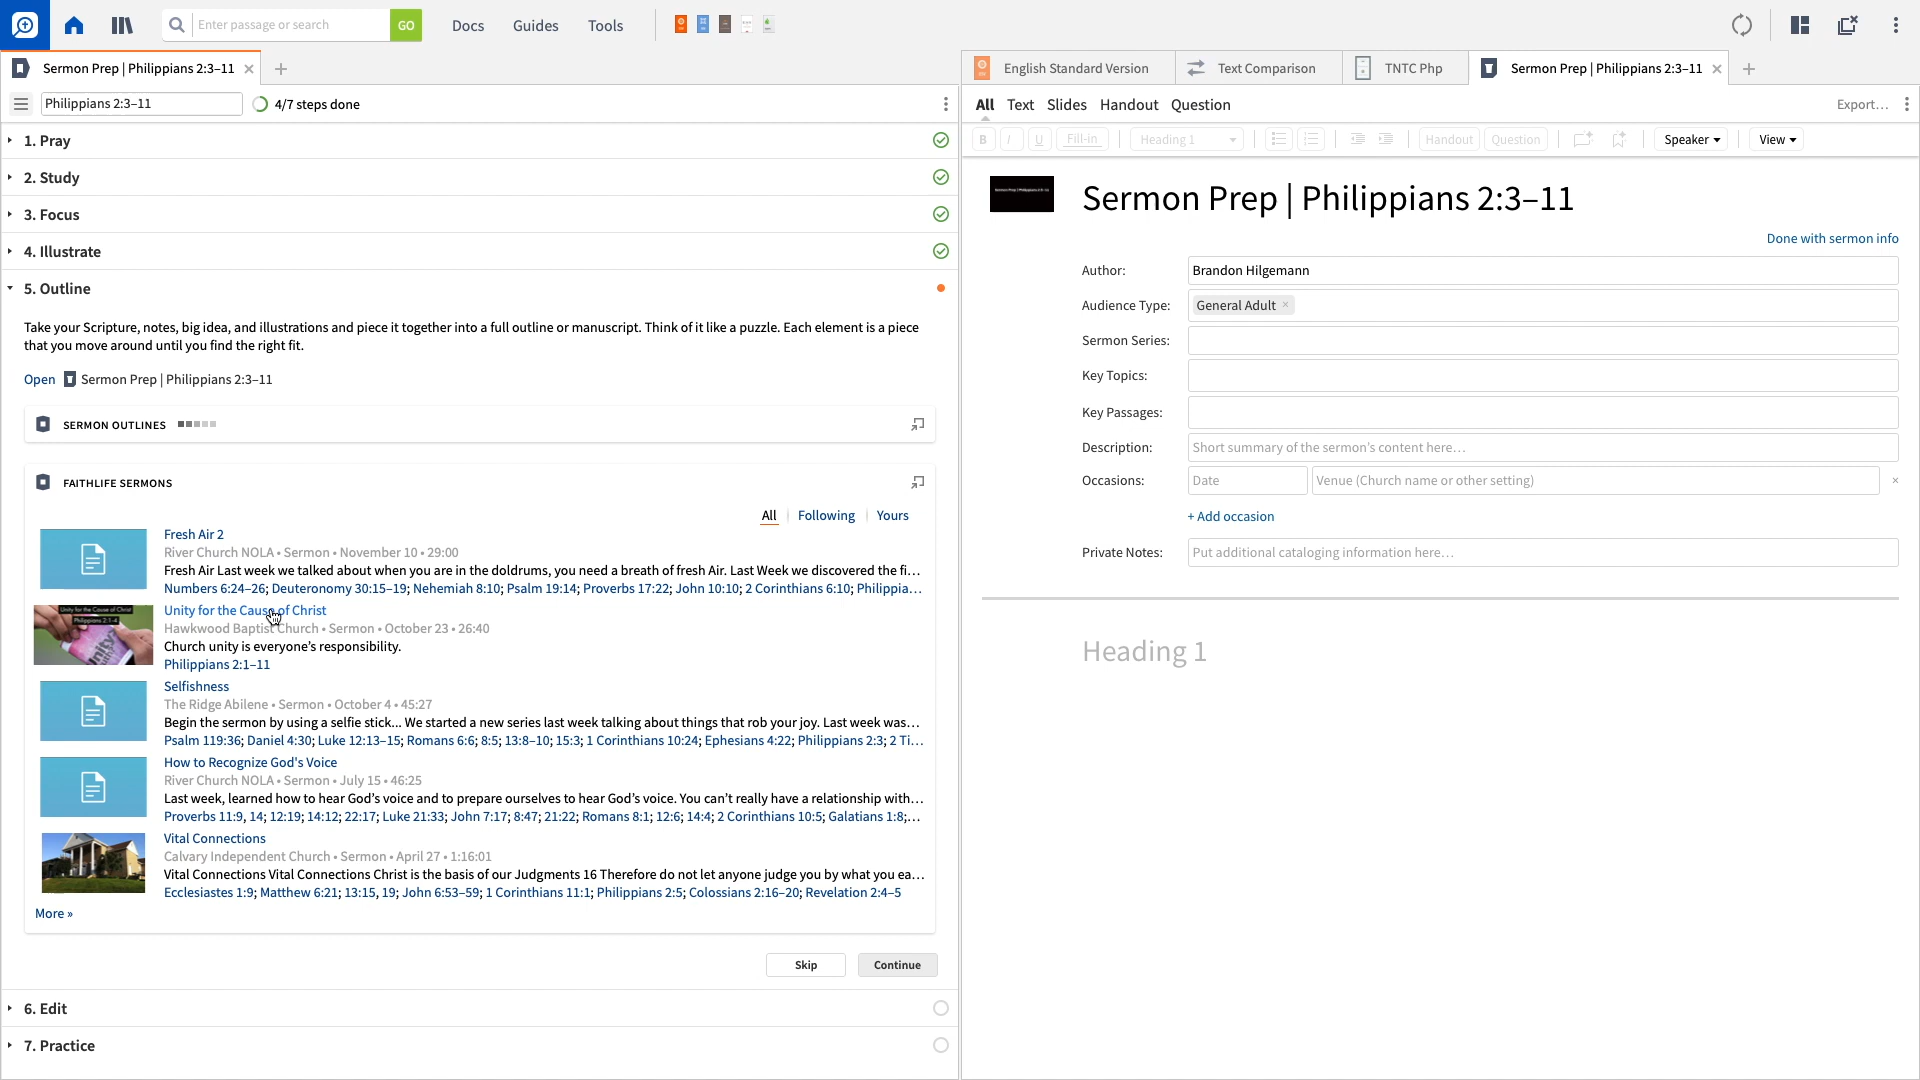 Enter passage or search
GO
Docs
Guides
Tools
Sermon Prep | Philippians 2:3–11
Philippians 2:3–11
4/7 steps done
1. Pray
2. Study
3. Focus
4. Illustrate
5. Outline
Take your Scripture, notes, big idea, and illustrations and piece it together into a full outline or manuscript. Think of it like a puzzle. Each element is a piece
that you move around until you find the right fit.
Open Sermon Prep | Philippians 2:3–11
SERMON OUTLINES
FAITHLIFE SERMONS
All
Following
Yours
Fresh Air 2
River Church NOLA • Sermon • November 10 • 29:00
Fresh Air Last week we talked about when you are in the doldrums, you need a breath of fresh Air. Last Week we discovered the fi…
Numbers 6:24–26; Deuteronomy 30:15–19; Nehemiah 8:10; Psalm 19:14; Proverbs 17:22; John 10:10; 2 Corinthians 6:10; Philippia…
Unity for the Cause of Christ
Philippians 2:1-4
Unity for the Cause of Christ
Hawkwood Baptist Church • Sermon • October 23 • 26:40
Church unity is everyone’s responsibility.
Philippians 2:1–11
Selfishness
The Ridge Abilene • Sermon • October 4 • 45:27
Begin the sermon by using a selfie stick... We started a new series last week talking about things that rob your joy. Last week was…
Psalm 119:36; Daniel 4:30; Luke 12:13–15; Romans 6:6; 8:5; 13:8–10; 15:3; 1 Corinthians 10:24; Ephesians 4:22; Philippians 2:3; 2 Ti…
How to Recognize God's Voice
River Church NOLA • Sermon • July 15 • 46:25
Last week, learned how to hear God’s voice and to prepare ourselves to hear God’s voice. You can’t really have a relationship with…
Proverbs 11:9, 14; 12:19; 14:12; 22:17; Luke 21:33; John 7:17; 8:47; 21:22; Romans 8:1; 12:6; 14:4; 2 Corinthians 10:5; Galatians 1:8;…
Vital Connections
Calvary Independent Church • Sermon • April 27 • 1:16:01
Vital Connections Vital Connections Christ is the basis of our Judgments 16 Therefore do not let anyone judge you by what you ea…
Ecclesiastes 1:9; Matthew 6:21; 13:15, 19; John 6:53–59; 1 Corinthians 11:1; Philippians 2:5; Colossians 2:16–20; Revelation 2:4–5
More »
Skip
Continue
6. Edit
7. Practice
English Standard Version
Text Comparison
TNTC Php
Sermon Prep | Philippians 2:3–11
All
Text
Slides
Handout
Question
Export…
B
I
U
Fill-in
Heading 1
Handout
Question
Speaker
View
Sermon Prep | Philippians 2:3–11
Sermon Prep | Philippians 2:3–11
Done with sermon info
Author: Brandon Hilgemann
Audience Type: General Adult ×
Sermon Series:
Key Topics:
Key Passages:
Description: Short summary of the sermon’s content here…
Occasions: Date Venue (Church name or other setting) ×
+ Add occasion
Private Notes: Put additional cataloging information here…
Heading 1